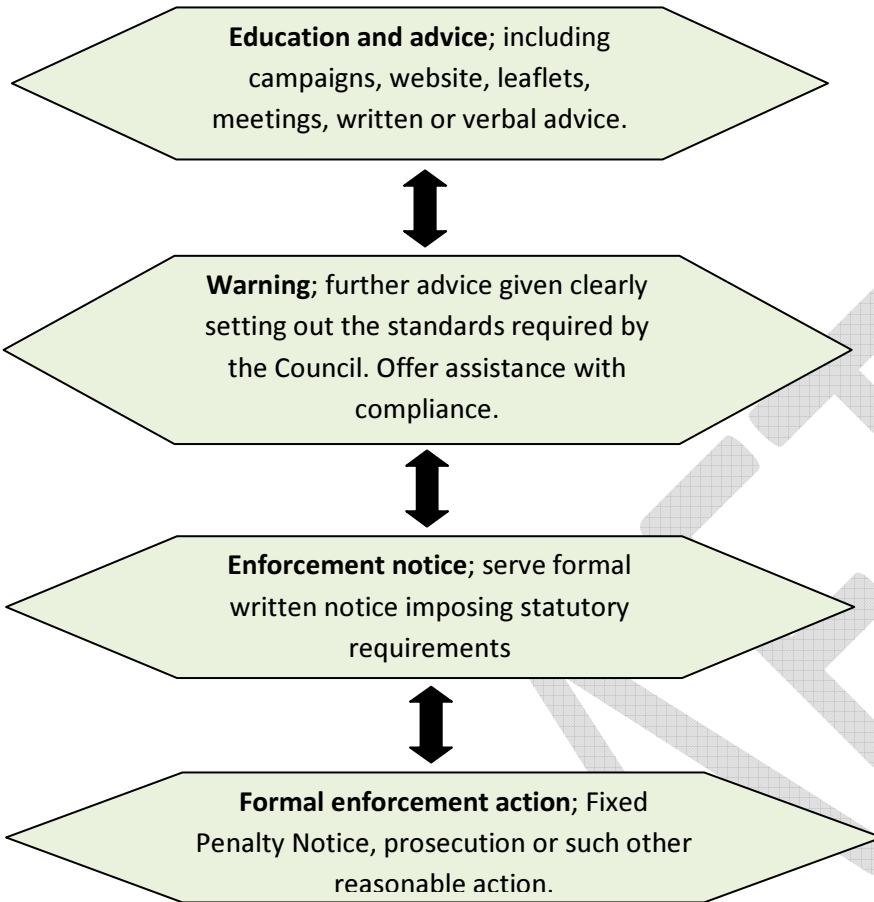 Education and advice; including
campaigns, website, leaflets,
meetings, written or verbal advice.
Warning; further advice given clearly
setting out the standards required by
the Council. Offer assistance with
compliance.
Enforcement notice; serve formal
written notice imposing statutory
requirements
Formal enforcement action; Fixed
Penalty Notice, prosecution or such other
reasonable action.